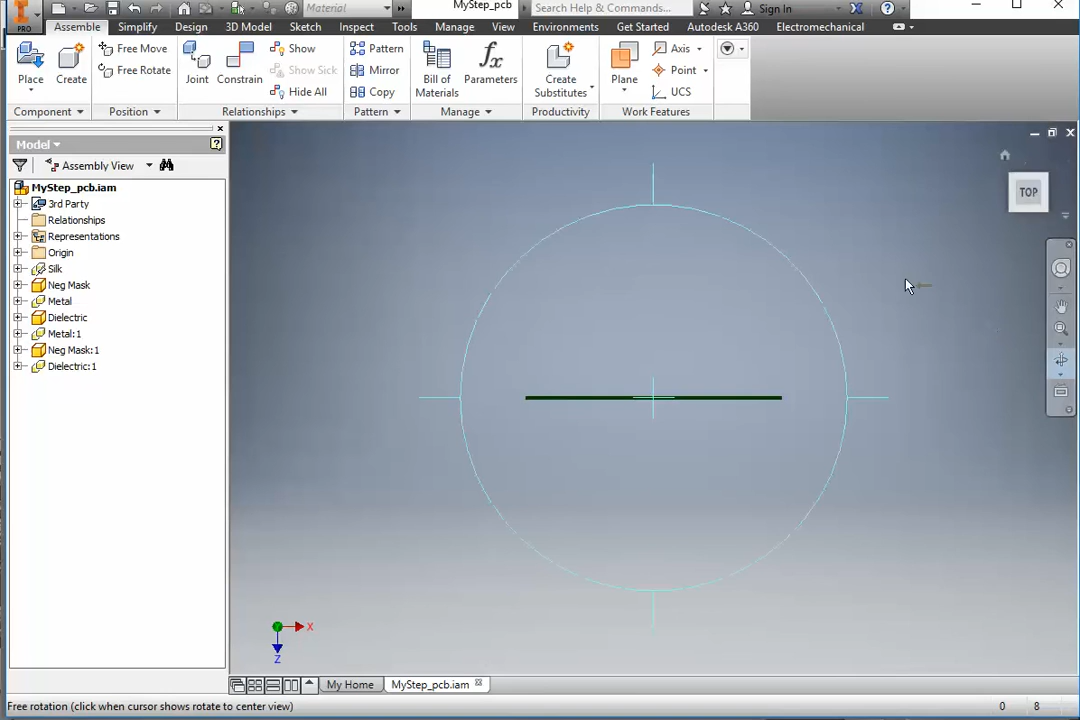 Material
MyStep_pcb
Search Help & Commands...
Sign In
PRO
Assemble Simplify Design 3D Model Sketch Inspect Tools Manage View Environments Get Started Autodesk A360 Electromechanical
Place
Create
Free Move
Free Rotate
Joint
Constrain
Show
Show Sick
Hide All
Pattern
Mirror
Copy
Bill of
Materials
Parameters
Create
Substitutes
Plane
Axis
Point
UCS
Component Position Relationships Pattern Manage Productivity Work Features
Model
Assembly View
MyStep_pcb.iam
3rd Party
Relationships
Representations
Origin
Silk
Neg Mask
Metal
Dielectric
Metal:1
Neg Mask:1
Dielectric:1
TOP
X
Z
My Home MyStep_pcb.iam
Free rotation (click when cursor shows rotate to center view) 0 8